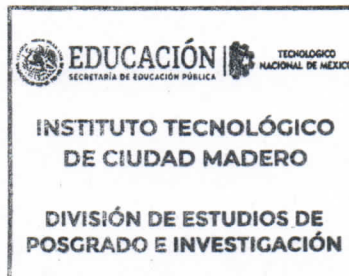 EDUCACIÓN
SECRETARÍA DE EDUCACIÓN PÚBLICA
TECNOLÓGICO
NACIONAL DE MÉXICO
INSTITUTO TECNOLÓGICO
DE CIUDAD MADERO
DIVISIÓN DE ESTUDIOS DE
POSGRADO E INVESTIGACIÓN